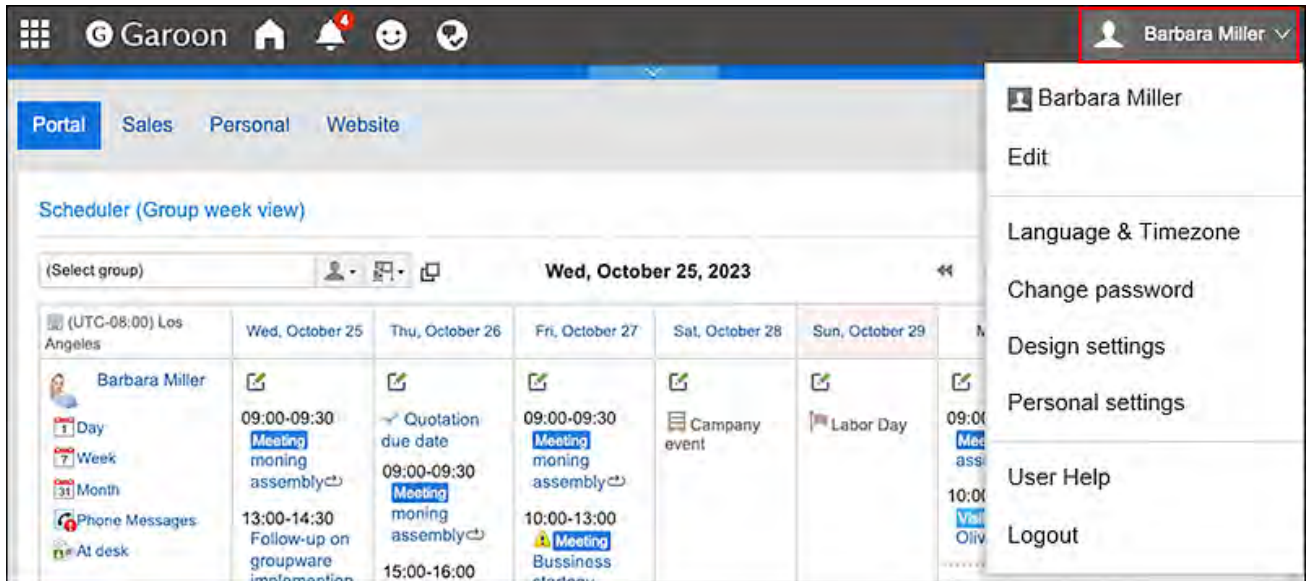 G Garoon 4 Barbara Miller
Barbara Miller
Edit
Language & Timezone
Change password
Design settings
Personal settings
User Help
Logout
Portal Sales Personal Website
Scheduler (Group week view)
(Select group) Wed, October 25, 2023
(UTC-08:00) Los Angeles
Wed, October 25
Thu, October 26
Fri, October 27
Sat, October 28
Sun, October 29
Barbara Miller
1 Day
7 Week
31 Month
Phone Messages
At desk
09:00-09:30
Meeting
moning
assembly
13:00-14:30
Follow-up on
groupware
implemention
Quotation
due date
09:00-09:30
Meeting
moning
assembly
15:00-16:00
09:00-09:30
Meeting
moning
assembly
10:00-13:00
Meeting
Bussiness
Campany
event
Labor Day